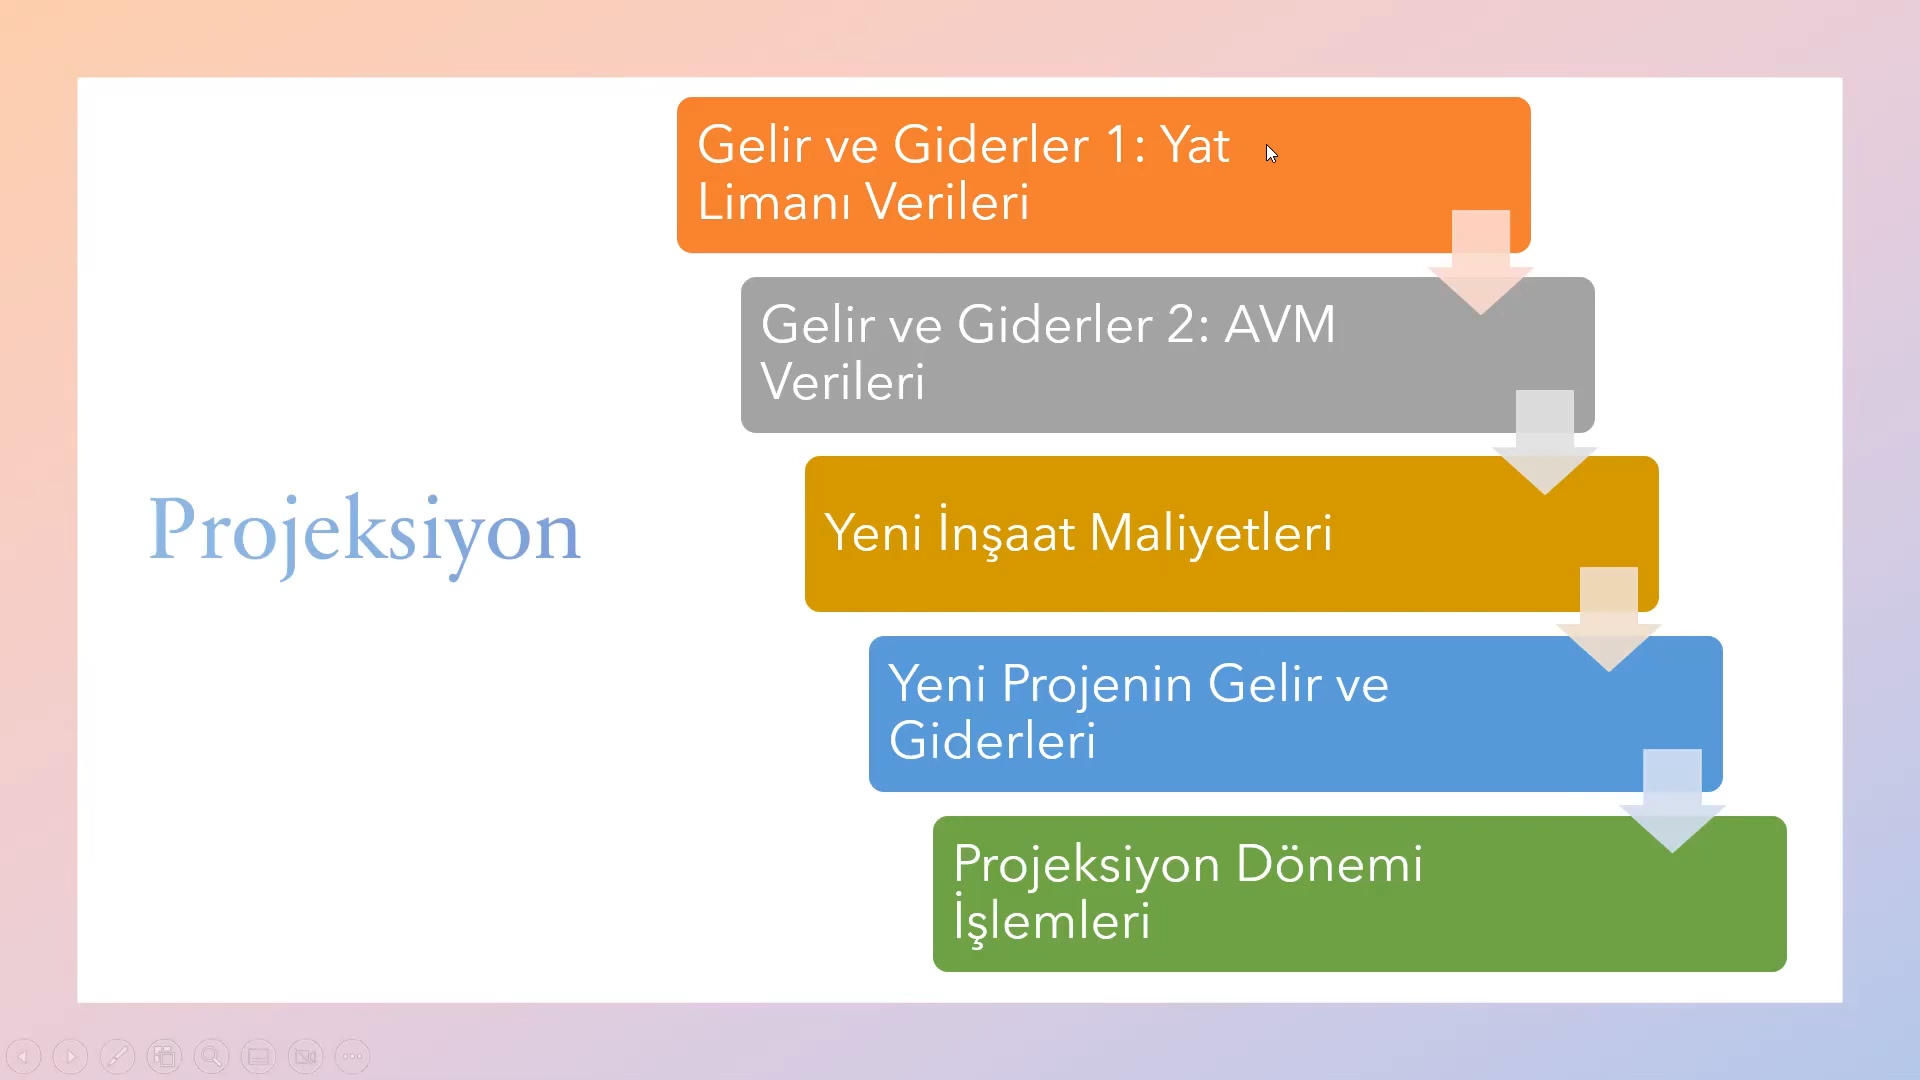 Projeksiyon
Gelir ve Giderler 1: Yat
Limanı Verileri
Gelir ve Giderler 2: AVM
Verileri
Yeni İnşaat Maliyetleri
Yeni Projenin Gelir ve
Giderleri
Projeksiyon Dönemi
İşlemleri